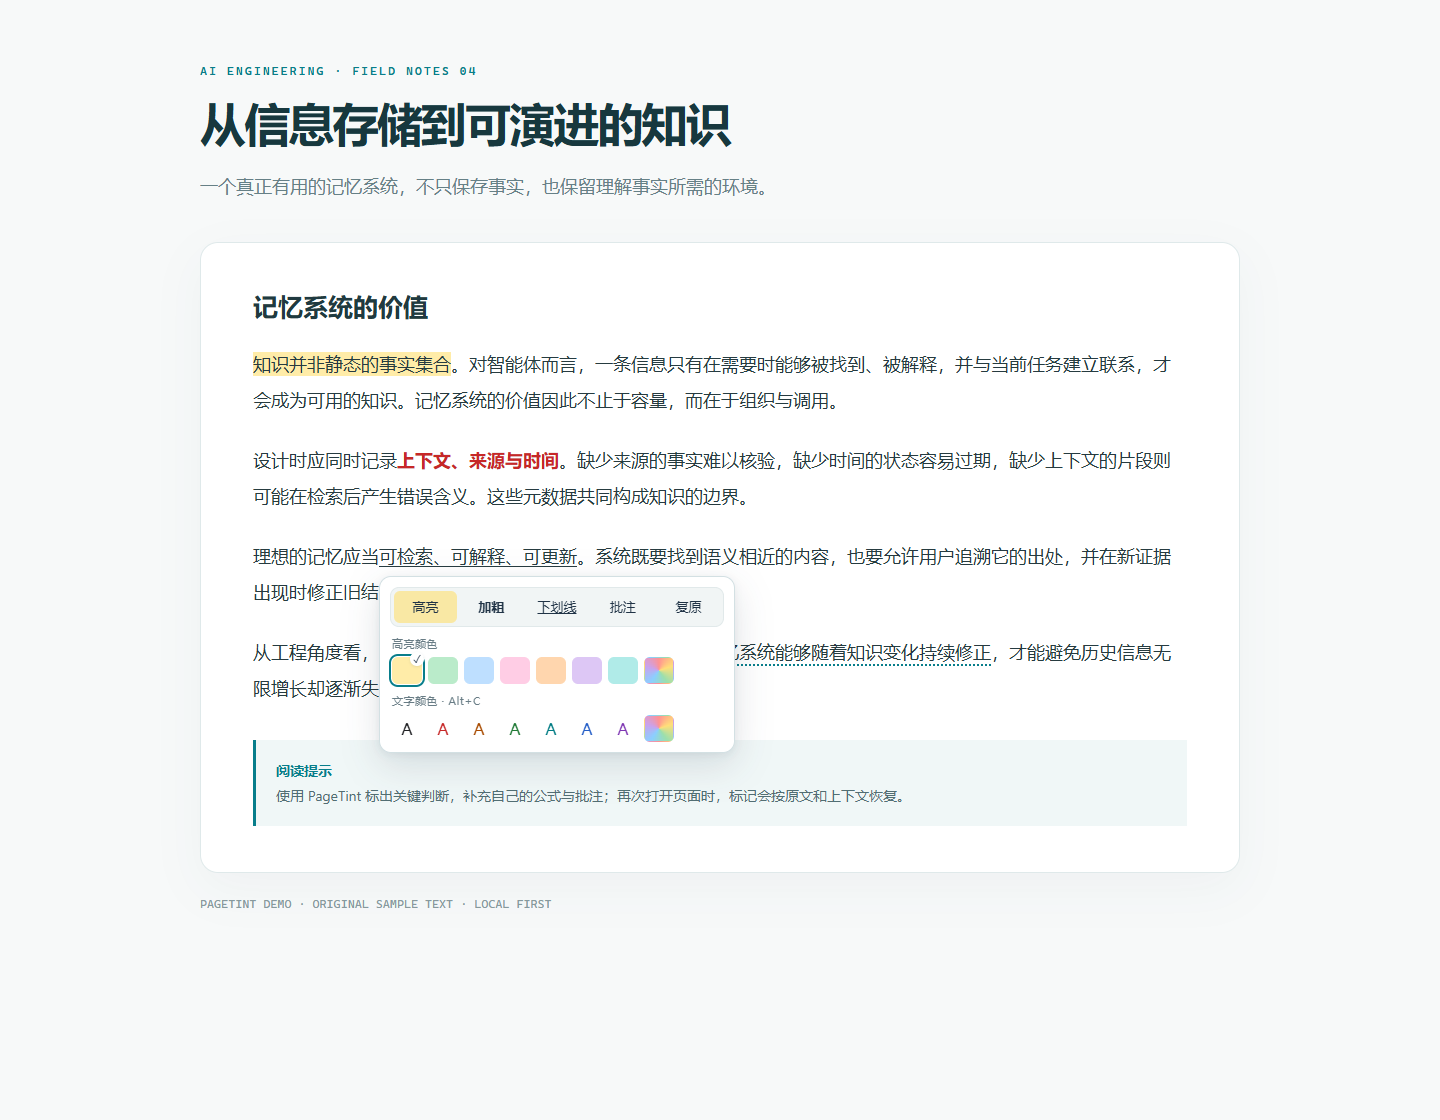 AI ENGINEERING · FIELD NOTES 04
从信息存储到可演进的知识
一个真正有用的记忆系统，不只保存事实，也保留理解事实所需的环境。
记忆系统的价值
知识并非静态的事实集合。对智能体而言，一条信息只有在需要时能够被找到、被解释，并与当前任务建立联系，才
会成为可用的知识。记忆系统的价值因此不止于容量，而在于组织与调用。
设计时应同时记录上下文、来源与时间。缺少来源的事实难以核验，缺少时间的状态容易过期，缺少上下文的片段则
可能在检索后产生错误含义。这些元数据共同构成知识的边界。
理想的记忆应当可检索、可解释、可更新。系统既要找到语义相近的内容，也要允许用户追溯它的出处，并在新证据
出现时修正旧结
高亮 加粗 下划线 批注 复原
高亮颜色
从工程角度看， 系统能够随着知识变化持续修正，才能避免历史信息无
限增长却逐渐失
文字颜色 · Alt+C
A A A A A A A
阅读提示
使用 PageTint 标出关键判断，补充自己的公式与批注；再次打开页面时，标记会按原文和上下文恢复。
PAGETINT DEMO · ORIGINAL SAMPLE TEXT · LOCAL FIRST